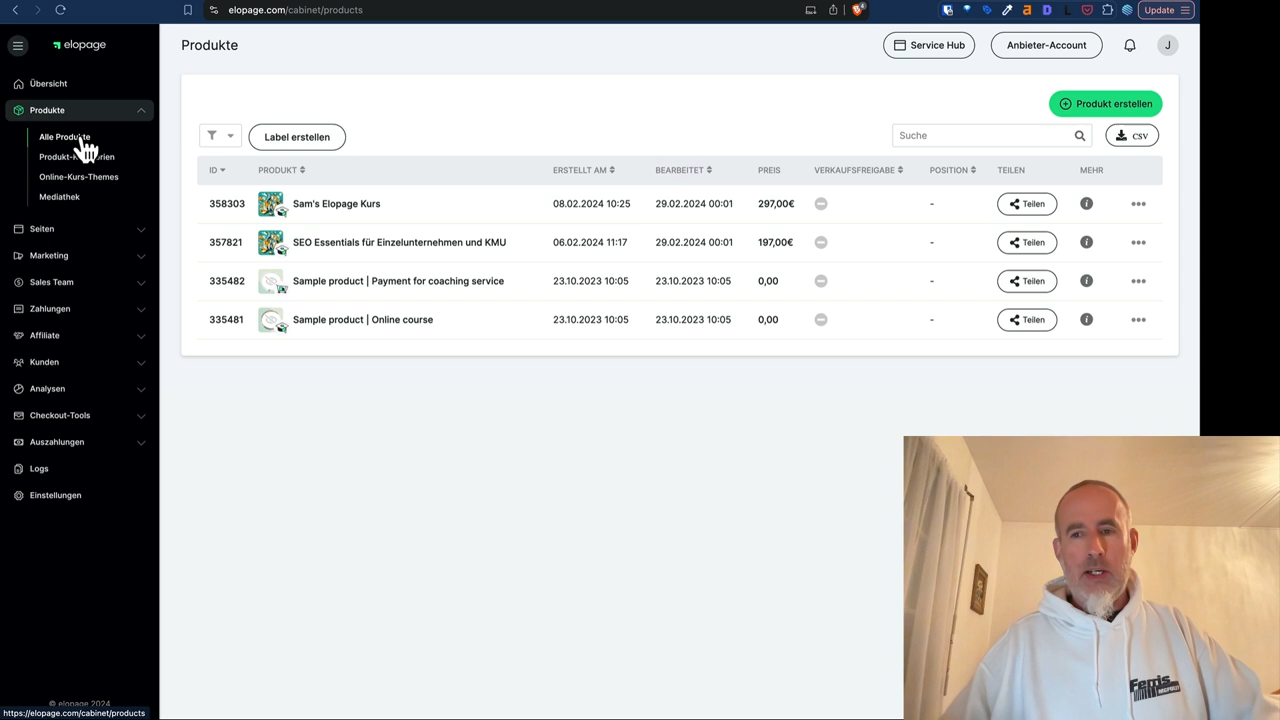 elopage.com/cabinet/products
4
Update
elopage
Produkte
Service Hub
Anbieter-Account
J
Übersicht
Produkte
Alle Produkte
Online-Kurs-Themes
Mediathek
Seiten
Marketing
Sales Team
Zahlungen
Affiliate
Kunden
Analysen
Checkout-Tools
Auszahlungen
Logs
Einstellungen
© elopage 2024
https://elopage.com/cabinet/products
Produkt erstellen
Label erstellen
Suche
CSV
ID PRODUKT ERSTELLT AM BEARBEITET PREIS VERKAUFSFREIGABE POSITION TEILEN MEHR
358303 Sam's Elopage Kurs 08.02.2024 10:25 29.02.2024 00:01 297,00€ - Teilen
357821 SEO Essentials für Einzelunternehmen und KMU 06.02.2024 11:17 29.02.2024 00:01 197,00€ - Teilen
335482 Sample product | Payment for coaching service 23.10.2023 10:05 23.10.2023 10:05 0,00 - Teilen
335481 Sample product | Online course 23.10.2023 10:05 23.10.2023 10:05 0,00 - Teilen
Ferris